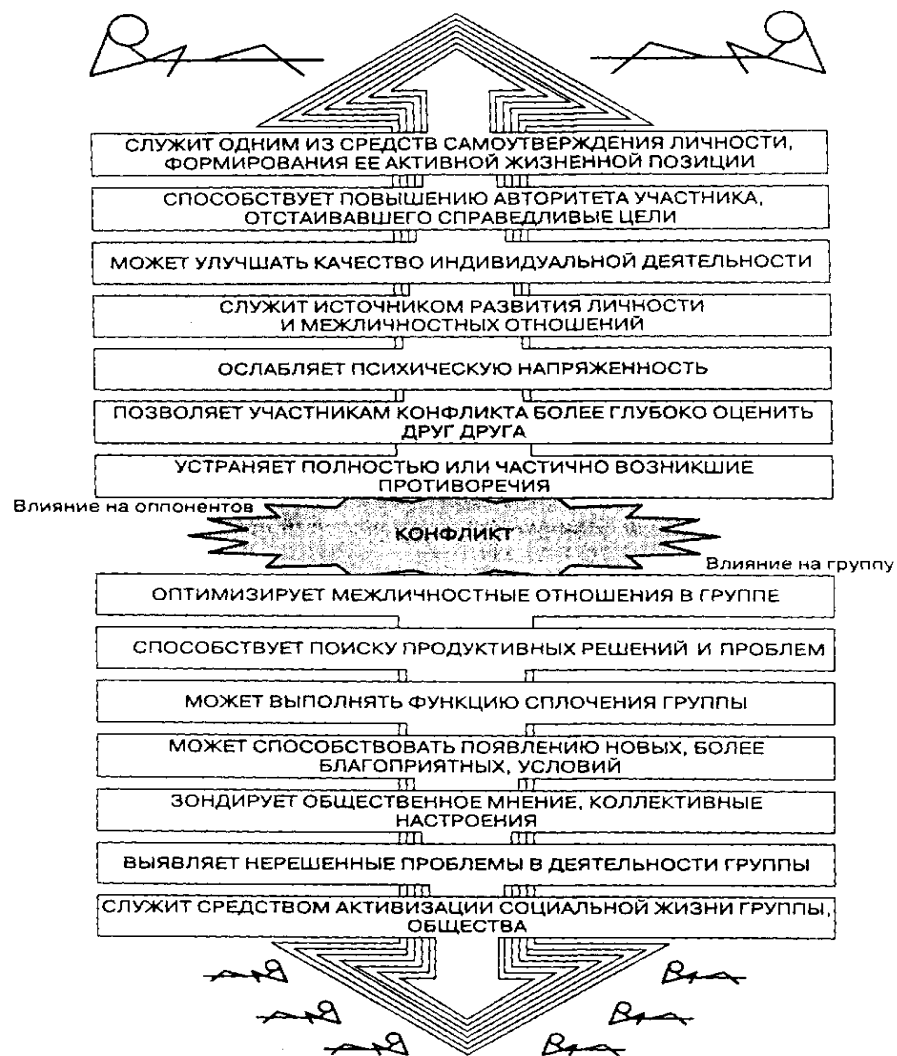 СЛУЖИТ ОДНИМ ИЗ СРЕДСТВ САМОУТВЕРЖДЕНИЯ ЛИЧНОСТИ,
ФОРМИРОВАНИЯ ЕЕ АКТИВНОЙ ЖИЗНЕННОЙ ПОЗИЦИИ
СПОСОБСТВУЕТ ПОВЫШЕНИЮ АВТОРИТЕТА УЧАСТНИКА,
ОТСТАИВАВШЕГО СПРАВЕДЛИВЫЕ ЦЕЛИ
МОЖЕТ УЛУЧШАТЬ КАЧЕСТВО ИНДИВИДУАЛЬНОЙ ДЕЯТЕЛЬНОСТИ
СЛУЖИТ ИСТОЧНИКОМ РАЗВИТИЯ ЛИЧНОСТИ
И МЕЖЛИЧНОСТНЫХ ОТНОШЕНИЙ
ОСЛАБЛЯЕТ ПСИХИЧЕСКУЮ НАПРЯЖЕННОСТЬ
ПОЗВОЛЯЕТ УЧАСТНИКАМ КОНФЛИКТА БОЛЕЕ ГЛУБОКО ОЦЕНИТЬ
ДРУГ ДРУГА
УСТРАНЯЕТ ПОЛНОСТЬЮ ИЛИ ЧАСТИЧНО ВОЗНИКШИЕ
ПРОТИВОРЕЧИЯ
Влияние на оппонентов
КОНФЛИКТ
Влияние на группу
ОПТИМИЗИРУЕТ МЕЖЛИЧНОСТНЫЕ ОТНОШЕНИЯ В ГРУППЕ
СПОСОБСТВУЕТ ПОИСКУ ПРОДУКТИВНЫХ РЕШЕНИЙ И ПРОБЛЕМ
МОЖЕТ ВЫПОЛНЯТЬ ФУНКЦИЮ СПЛОЧЕНИЯ ГРУППЫ
МОЖЕТ СПОСОБСТВОВАТЬ ПОЯВЛЕНИЮ НОВЫХ, БОЛЕЕ
БЛАГОПРИЯТНЫХ, УСЛОВИЙ
ЗОНДИРУЕТ ОБЩЕСТВЕННОЕ МНЕНИЕ, КОЛЛЕКТИВНЫЕ
НАСТРОЕНИЯ
ВЫЯВЛЯЕТ НЕРЕШЕННЫЕ ПРОБЛЕМЫ В ДЕЯТЕЛЬНОСТИ ГРУППЫ
СЛУЖИТ СРЕДСТВОМ АКТИВИЗАЦИИ СОЦИАЛЬНОЙ ЖИЗНИ ГРУППЫ,
ОБЩЕСТВА